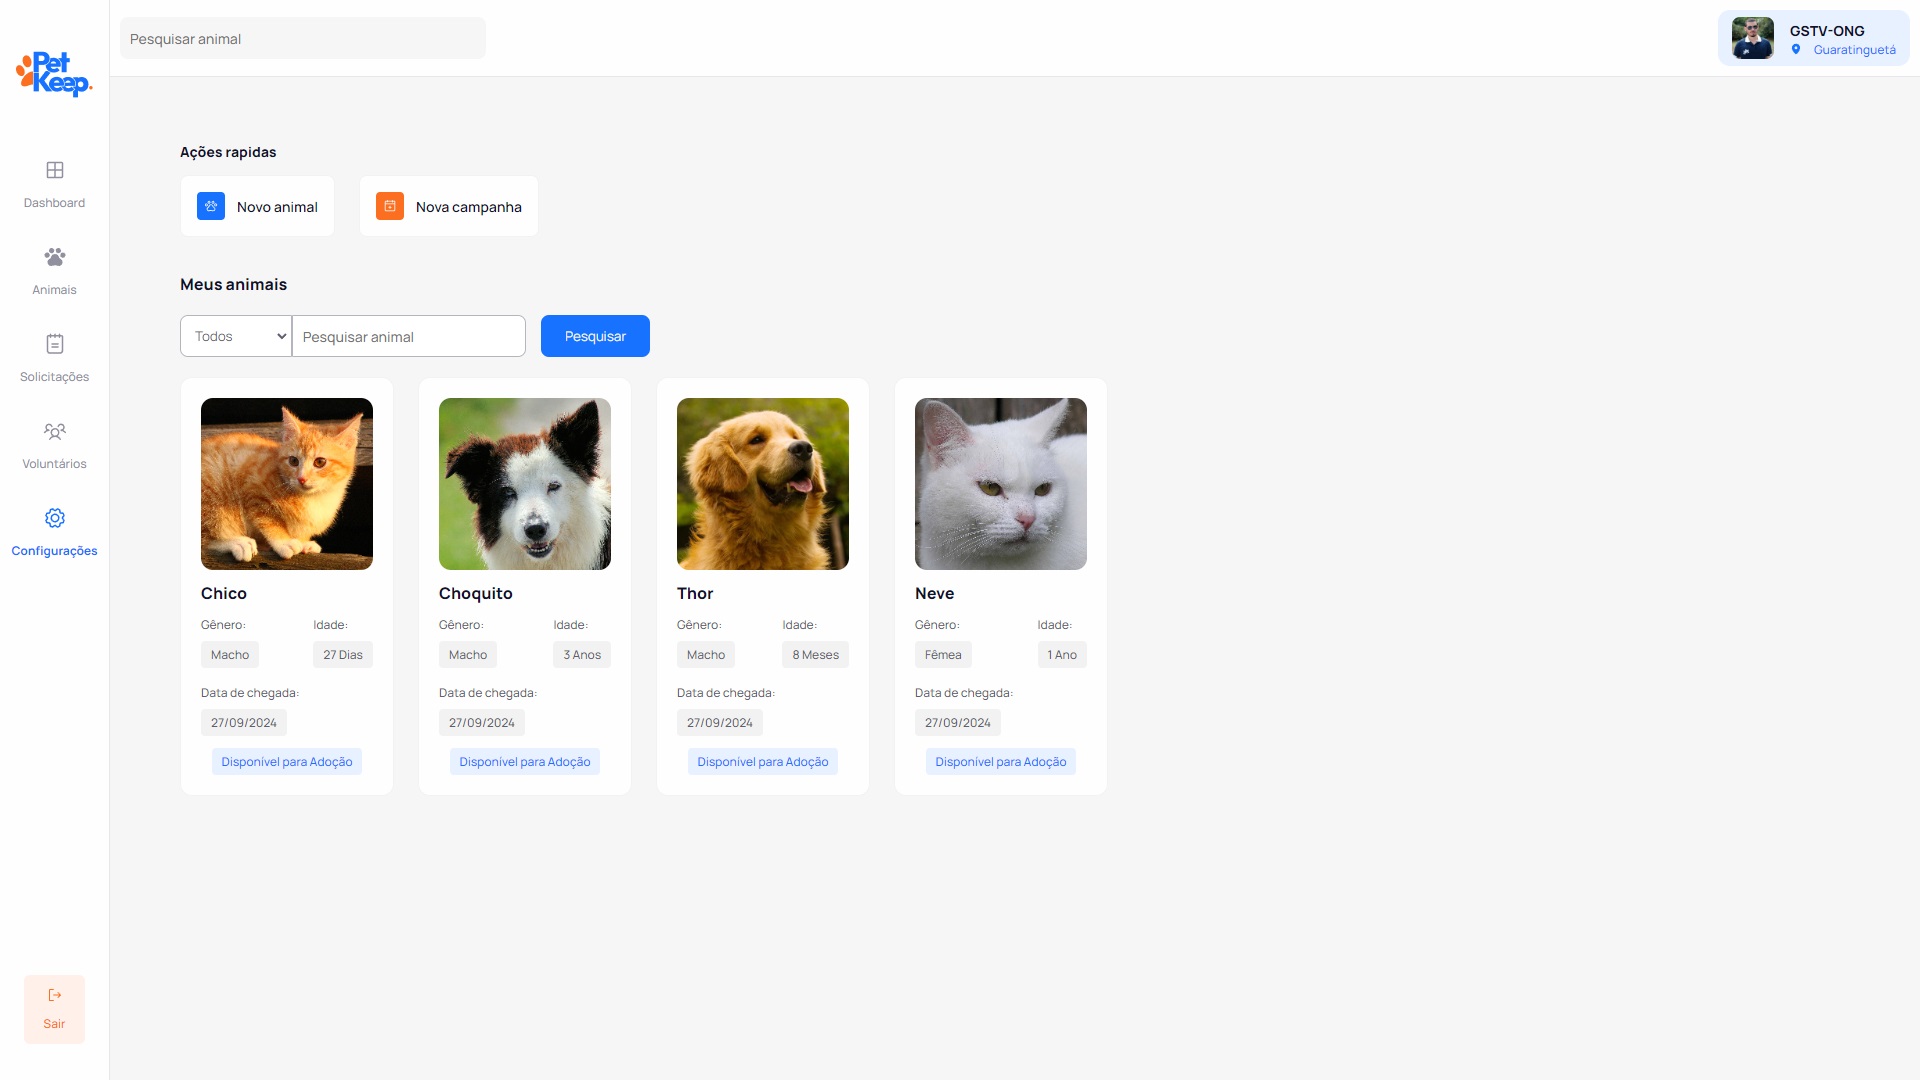 Pet
Keep.
Dashboard
Animais
Solicitações
Voluntários
Configurações
Sair
Pesquisar animal
GSTV-ONG
Guaratinguetá
Ações rapidas
Novo animal
Nova campanha
Meus animais
Todos
Pesquisar animal
Pesquisar
Chico
Gênero:
Idade:
Macho
27 Dias
Data de chegada:
27/09/2024
Disponível para Adoção
Choquito
Gênero:
Idade:
Macho
3 Anos
Data de chegada:
27/09/2024
Disponível para Adoção
Thor
Gênero:
Idade:
Macho
8 Meses
Data de chegada:
27/09/2024
Disponível para Adoção
Neve
Gênero:
Idade:
Fêmea
1 Ano
Data de chegada:
27/09/2024
Disponível para Adoção